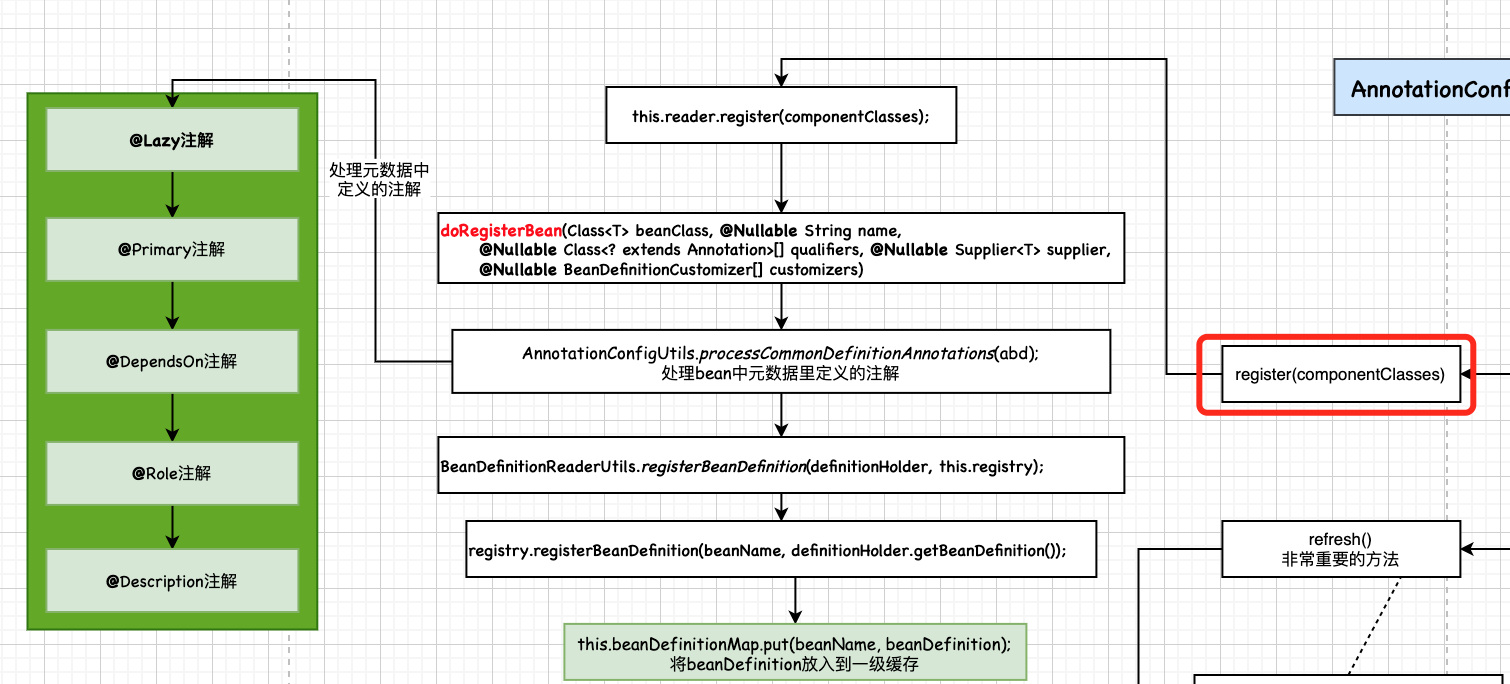 @Lazy注解
@Primary注解
@DependsOn注解
@Role注解
@Description注解
处理元数据中
定义的注解
this.reader.register(componentClasses);
doRegisterBean(Class<T> beanClass, @Nullable String name,
@Nullable Class<? extends Annotation>[] qualifiers, @Nullable Supplier<T> supplier,
@Nullable BeanDefinitionCustomizer[] customizers)
AnnotationConfigUtils.processCommonDefinitionAnnotations(abd);
处理bean中元数据里定义的注解
BeanDefinitionReaderUtils.registerBeanDefinition(definitionHolder, this.registry);
registry.registerBeanDefinition(beanName, definitionHolder.getBeanDefinition());
this.beanDefinitionMap.put(beanName, beanDefinition);
将beanDefinition放入到一级缓存
AnnotationConf
register(componentClasses)
refresh()
非常重要的方法